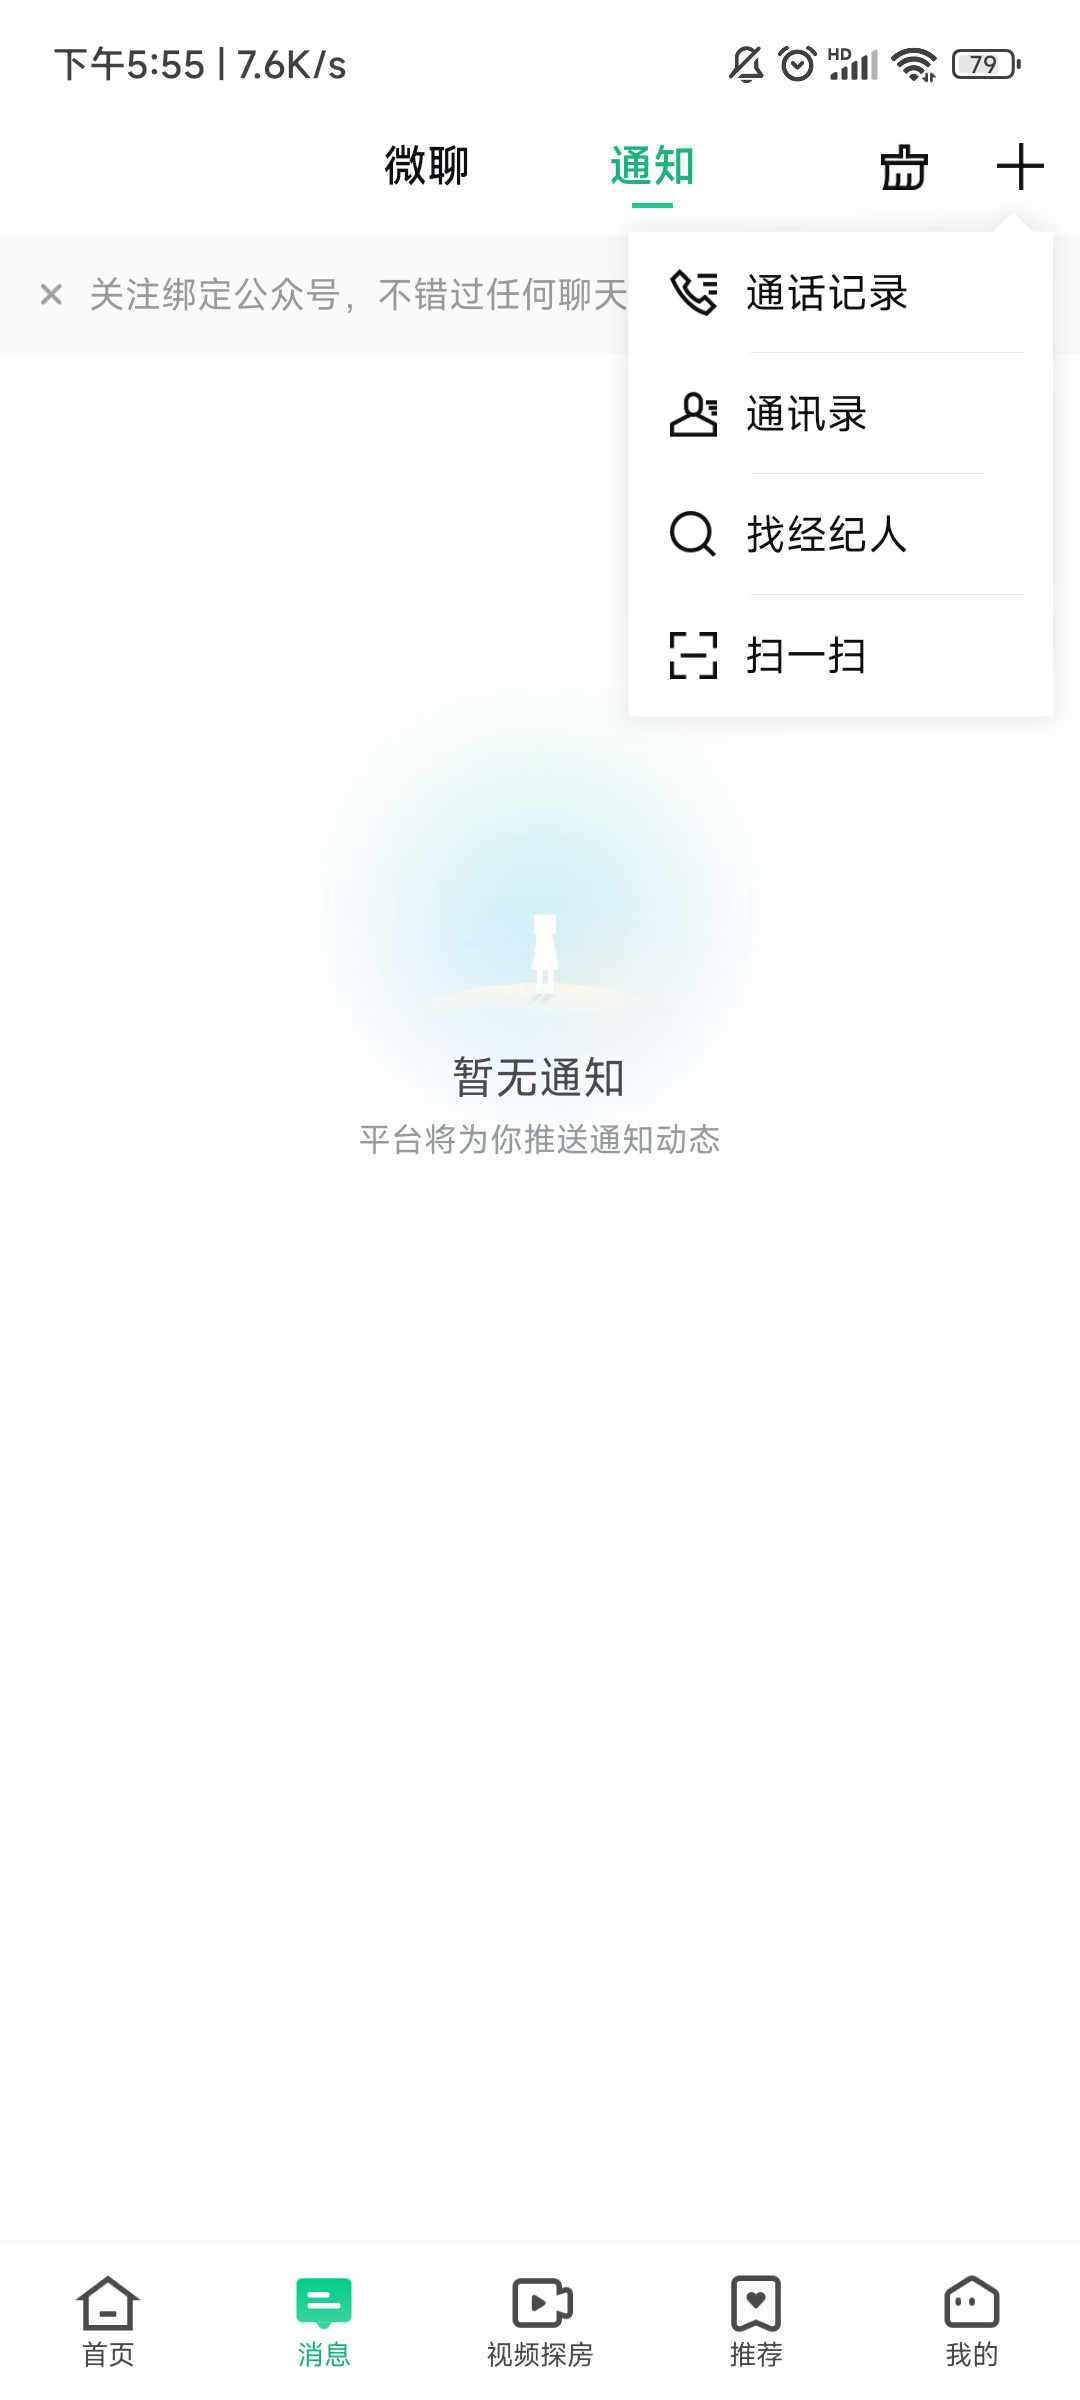 下午5:55 | 7.6K/s
HD
79
微聊
通知
关注绑定公众号，不错过任何聊天
通话记录
通讯录
找经纪人
扫一扫
暂无通知
平台将为你推送通知动态
首页
消息
视频探房
推荐
我的